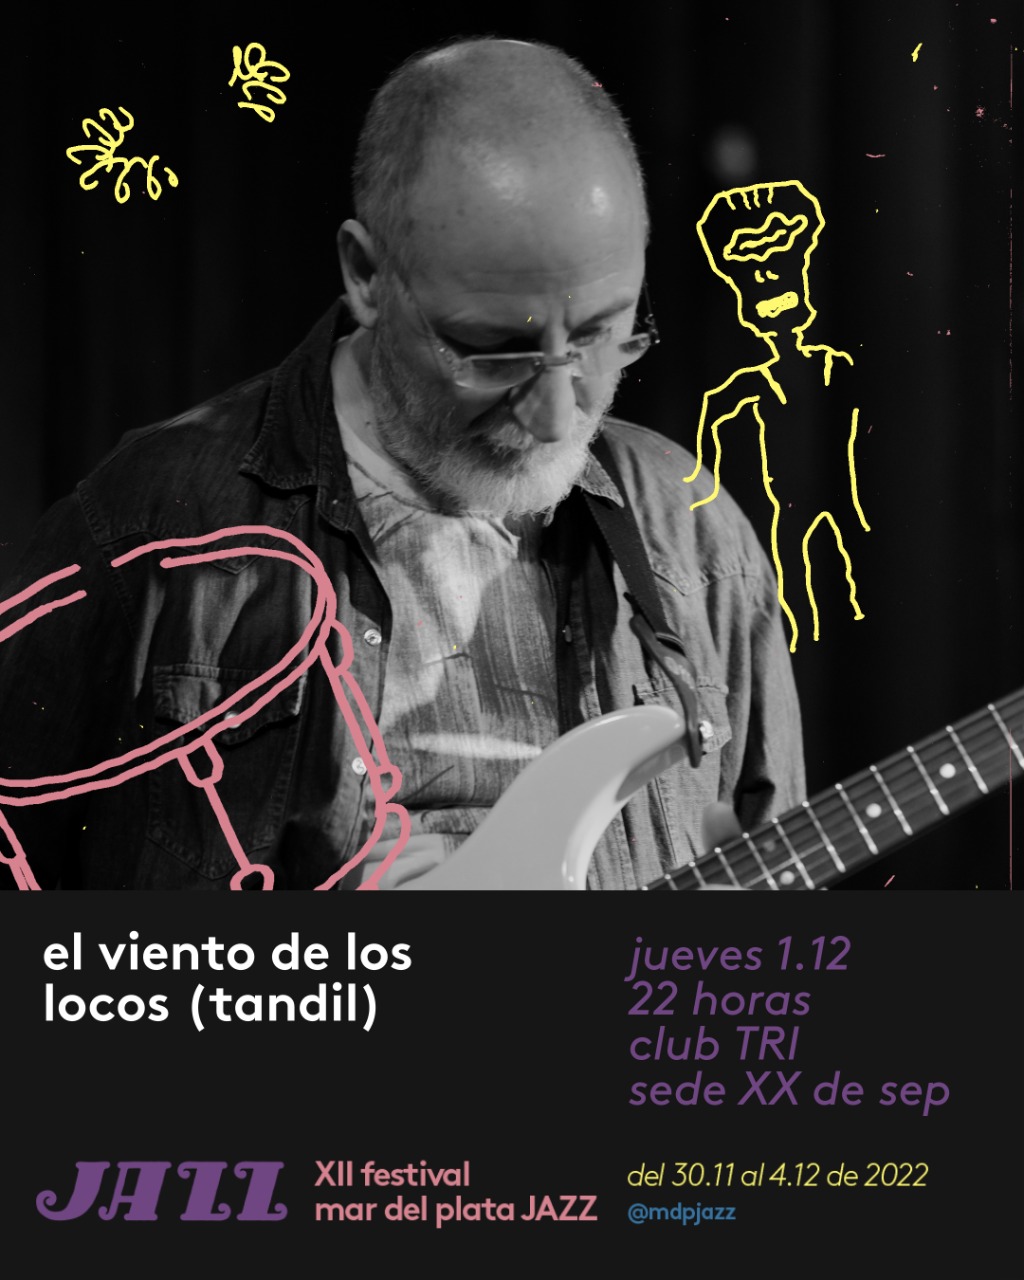 el viento de los
locos (tandil)
jueves 1.12
22 horas
club TRI
sede XX de sep
JAZZ
XII festival
mar del plata JAZZ
del 30.11 al 4.12 de 2022
@mdpjazz